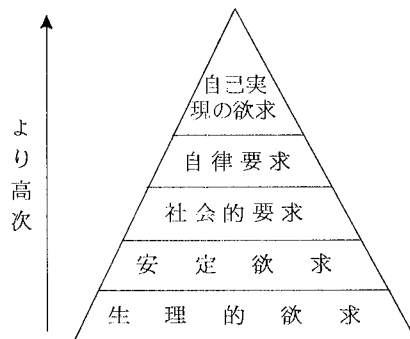 自己実
現の欲求
自律要求
社会的要求
安定欲求
生理的欲求
より高次